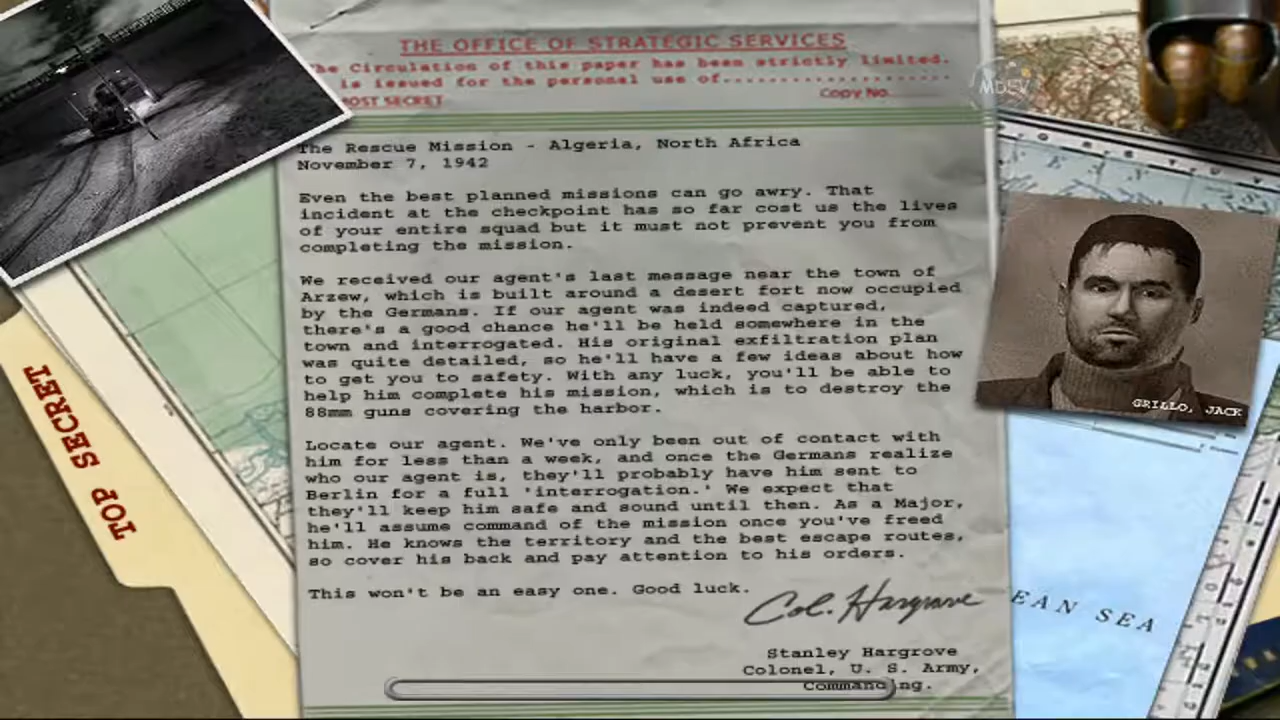 THE OFFICE OF STRATEGIC SERVICES
he Circulation of this paper has been strictly limited.
is issued for the personal use of
OST SECRET
Copy No.
MDEV
The Rescue Mission - Algeria, North Africa
November 7, 1942
Even the best planned missions can go awry. That
incident at the checkpoint has so far cost us the lives
of your entire squad but it must not prevent you from
completing the mission.
We received our agent's last message near the town of
Arzew, which is built around a desert fort now occupied
by the Germans. If our agent was indeed captured,
there's a good chance he'll be held somewhere in the
town and interrogated. His original exfiltration plan
was quite detailed, so he'll have a few ideas about how
to get you to safety. With any luck, you'll be able to
help him complete his mission, which is to destroy the
88mm guns covering the harbor.
Locate our agent. We've only been out of contact with
him for less than a week, and once the Germans realize
who our agent is, they'll probably have him sent to
Berlin for a full 'interrogation.' We expect that
they'll keep him safe and sound until then. As a Major,
he'll assume command of the mission once you've freed
him. He knows the territory and the best escape routes,
so cover his back and pay attention to his orders.
This won't be an easy one. Good luck.
Col. Hargrove
Stanley Hargrove
Colonel, U. S. Army,
Commanding.
GRILLO, JACK
TOP SECRET
EAN SEA